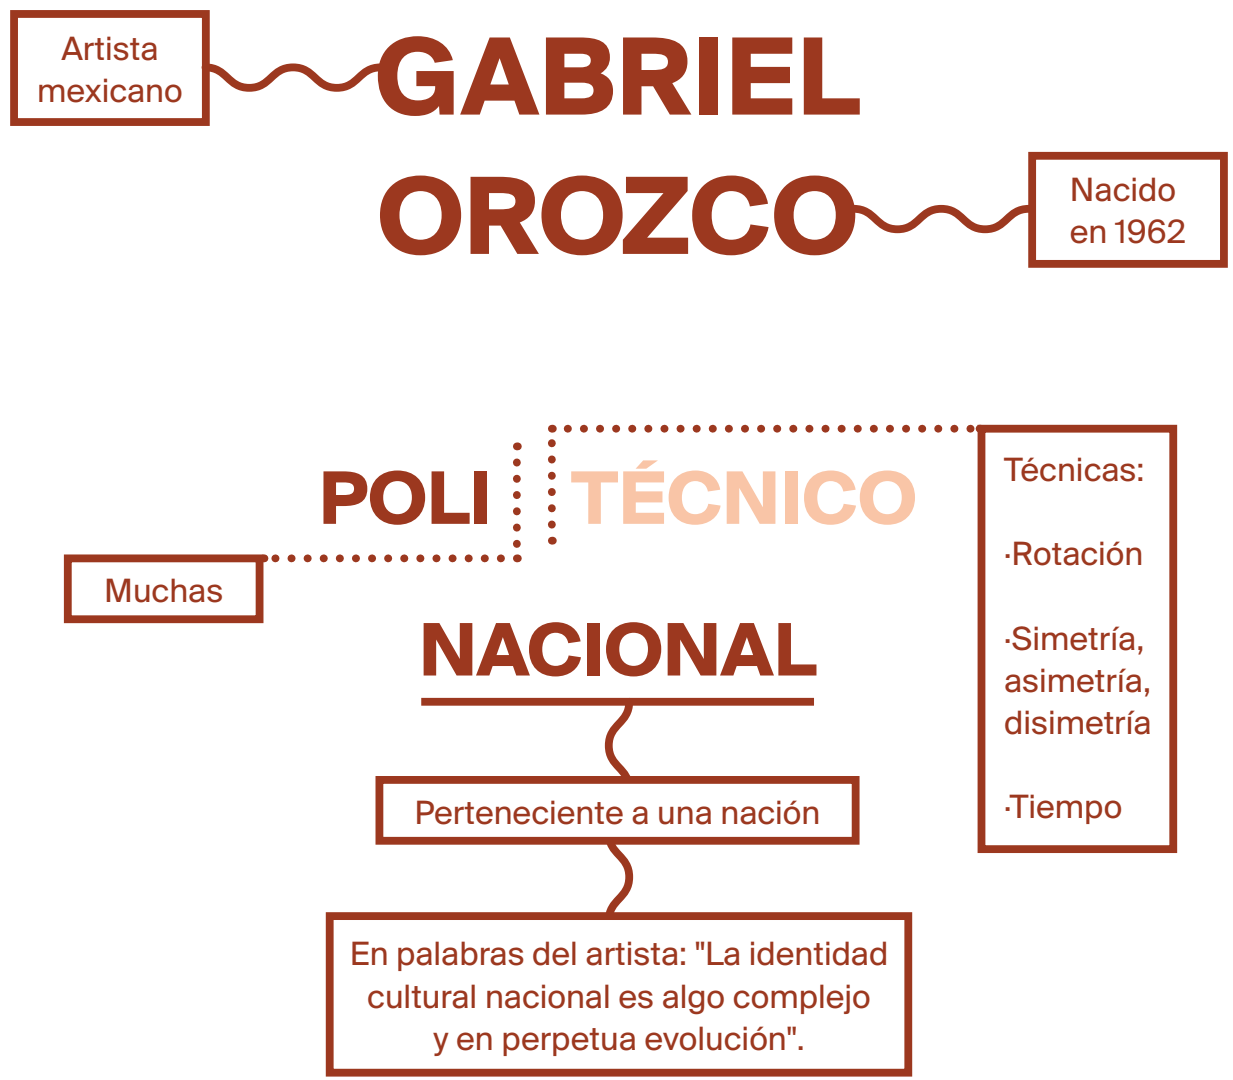 Artista
mexicano
GABRIEL
OROZCO
Nacido
en 1962
POLI
TÉCNICO
Muchas
Técnicas:
·Rotación
·Simetría,
asimetría,
disimetría
·Tiempo
NACIONAL
Perteneciente a una nación
En palabras del artista: "La identidad
cultural nacional es algo complejo
y en perpetua evolución".